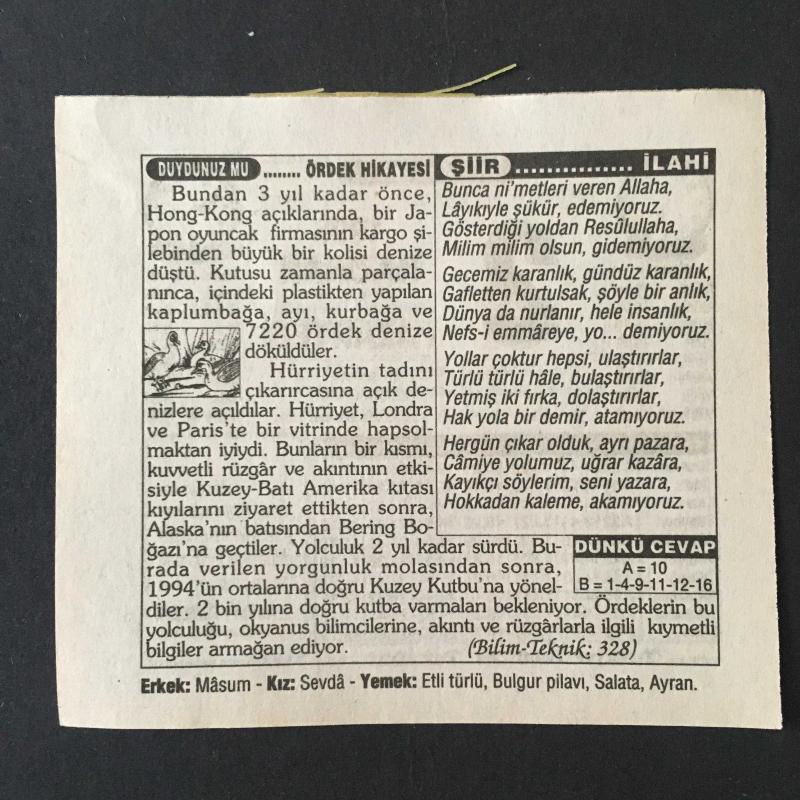 DUYDUNUZ MU ........ ÖRDEK HİKAYESİ
Bundan 3 yıl kadar önce,
Hong-Kong açıklarında, bir Ja-
pon oyuncak firmasının kargo şi-
lebinden büyük bir kolisi denize
düştü. Kutusu zamanla parçala-
nınca, içindeki plastikten yapılan
kaplumbağa, ayı, kurbağa ve
7220 ördek denize
döküldüler.
Hürriyetin tadını
çıkarırcasına açık de-
nizlere açıldılar. Hürriyet, Londra
ve Paris'te bir vitrinde hapsol-
maktan iyiydi. Bunların bir kısmı,
kuvvetli rüzgâr ve akıntının etki-
siyle Kuzey-Batı Amerika kıtası
kıyılarını ziyaret ettikten sonra,
Alaska'nın batısından Bering Bo-
ğazı'na geçtiler. Yolculuk 2 yıl kadar sürdü. Bu-
rada verilen yorgunluk molasından sonra,
1994'ün ortalarına doğru Kuzey Kutbu'na yönel-
diler. 2 bin yılına doğru kutba varmaları bekleniyor. Ördeklerin bu
yolculuğu, okyanus bilimcilerine, akıntı ve rüzgârlarla ilgili kıymetli
bilgiler armağan ediyor. (Bilim-Teknik: 328)
ŞİİR ............... İLAHİ
Bunca ni'metleri veren Allaha,
Lâyıkıyle şükür, edemiyoruz.
Gösterdiği yoldan Resûlullaha,
Milim milim olsun, gidemiyoruz.
Gecemiz karanlık, gündüz karanlık,
Gafletten kurtulsak, şöyle bir anlık,
Dünya da nurlanır, hele insanlık,
Nefs-i emmâreye, yo... demiyoruz.
Yollar çoktur hepsi, ulaştırırlar,
Türlü türlü hâle, bulaştırırlar,
Yetmiş iki fırka, dolaştırırlar,
Hak yola bir demir, atamıyoruz.
Hergün çıkar olduk, ayrı pazara,
Câmiye yolumuz, uğrar kazâra,
Kayıkçı söylerim, seni yazara,
Hokkadan kaleme, akamıyoruz.
DÜNKÜ CEVAP
A = 10
B = 1-4-9-11-12-16
Erkek: Mâsum - Kız: Sevdâ - Yemek: Etli türlü, Bulgur pilavı, Salata, Ayran.